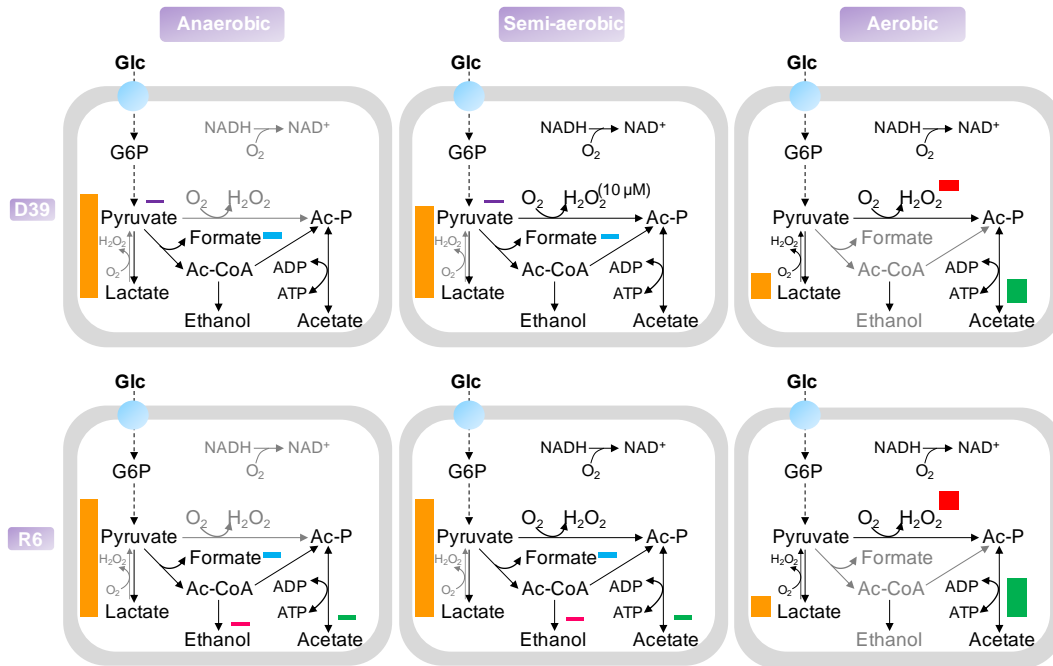 Anaerobic
Semi-aerobic
Aerobic
D39
Glc
G6P
NADH NAD⁺
O₂
O₂ H₂O₂
Pyruvate
Ac-P
H₂O₂
O₂
Formate
Ac-CoA
ADP
ATP
Lactate
Ethanol
Acetate
Glc
G6P
NADH NAD⁺
O₂
O₂ H₂O₂ (10 µM)
Pyruvate
Ac-P
H₂O₂
O₂
Formate
Ac-CoA
ADP
ATP
Lactate
Ethanol
Acetate
Glc
G6P
NADH NAD⁺
O₂
O₂ H₂O₂
Pyruvate
Ac-P
H₂O₂
O₂
Formate
Ac-CoA
ADP
ATP
Lactate
Ethanol
Acetate
R6
Glc
G6P
NADH NAD⁺
O₂
O₂ H₂O₂
Pyruvate
Ac-P
H₂O₂
O₂
Formate
Ac-CoA
ADP
ATP
Lactate
Ethanol
Acetate
Glc
G6P
NADH NAD⁺
O₂
O₂ H₂O₂
Pyruvate
Ac-P
H₂O₂
O₂
Formate
Ac-CoA
ADP
ATP
Lactate
Ethanol
Acetate
Glc
G6P
NADH NAD⁺
O₂
O₂ H₂O₂
Pyruvate
Ac-P
H₂O₂
O₂
Formate
Ac-CoA
ADP
ATP
Lactate
Ethanol
Acetate